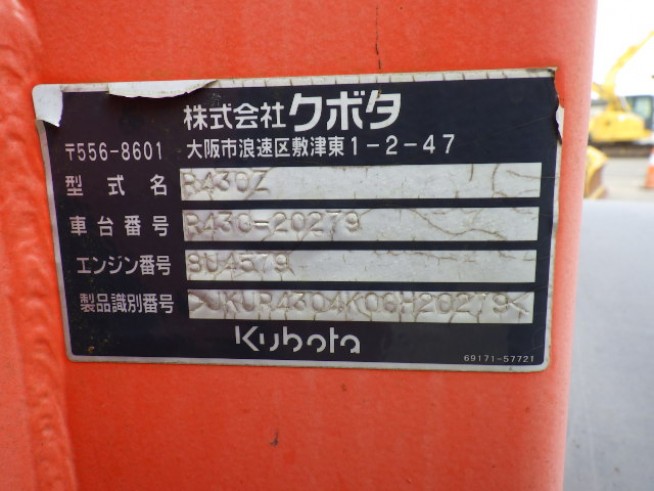 株式会社クボタ
〒556-8601 大阪市浪速区敷津東1-2-47
型式名 R430Z
車台番号 R430-20279
エンジン番号 9U4579
製品識別番号 >JKUR4304K06H20279<
Kubota
69171-57721